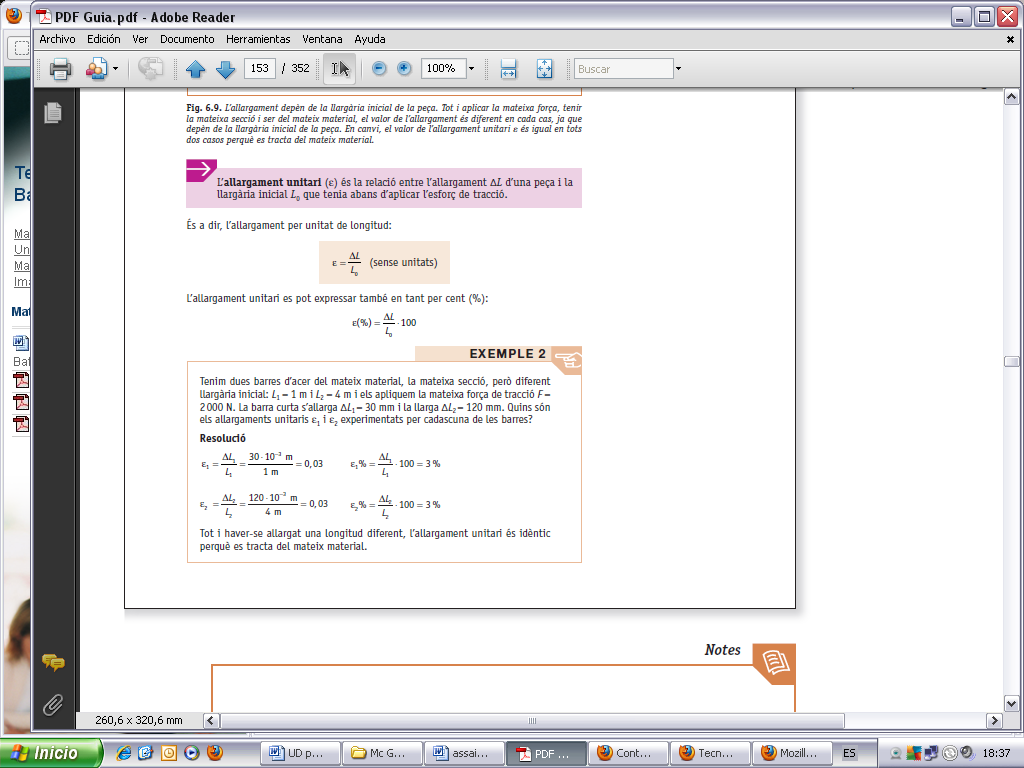 PDF Guia.pdf - Adobe Reader
Archivo Edición Ver Documento Herramientas Ventana Ayuda
153 / 352 100% Buscar
Te
Ba
Ma
Un
Ma
Ima
Mat
Baf
Fig. 6.9. L'allargament depèn de la llargària inicial de la peça. Tot i aplicar la mateixa força, tenir
la mateixa secció i ser del mateix material, el valor de l'allargament és diferent en cada cas, ja que
depèn de la llargària inicial de la peça. En canvi, el valor de l'allargament unitari ε és igual en tots
dos casos perquè es tracta del mateix material.
L'allargament unitari (ε) és la relació entre l'allargament ΔL d'una peça i la
llargària inicial L₀ que tenia abans d'aplicar l'esforç de tracció.
És a dir, l'allargament per unitat de longitud:
ε = ΔL / L₀ (sense unitats)
L'allargament unitari es pot expressar també en tant per cent (%):
ε(%) = ΔL / L₀ · 100
EXEMPLE 2
Tenim dues barres d'acer del mateix material, la mateixa secció, però diferent
llargària inicial: L₁ = 1 m i L₂ = 4 m i els apliquem la mateixa força de tracció F =
2 000 N. La barra curta s'allarga ΔL₁ = 30 mm i la llarga ΔL₂ = 120 mm. Quins són
els allargaments unitaris ε₁ i ε₂ experimentats per cadascuna de les barres?
Resolució
ε₁ = ΔL₁ / L₁ = 30 · 10⁻³ m / 1 m = 0,03 ε₁% = ΔL₁ / L₁ · 100 = 3 %
ε₂ = ΔL₂ / L₂ = 120 · 10⁻³ m / 4 m = 0,03 ε₂% = ΔL₂ / L₂ · 100 = 3 %
Tot i haver-se allargat una longitud diferent, l'allargament unitari és idèntic
perquè es tracta del mateix material.
Notes
260,6 x 320,6 mm
Inicio UD p... Mc G... assai... PDF ... Cont... Tecn... Mozill... ES 18:37